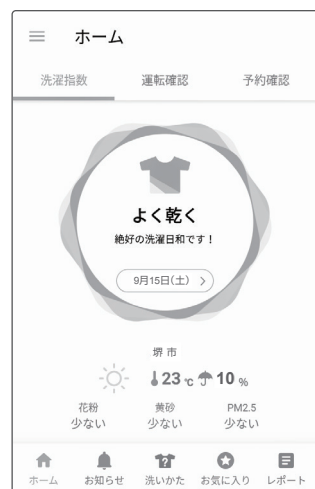 ホーム
洗濯指数 運転確認 予約確認
よく乾く
絶好の洗濯日和です！
9月15日(土)
堺市
23℃ 10%
花粉 黄砂 PM2.5
少ない 少ない 少ない
ホーム お知らせ 洗いかた お気に入り レポート